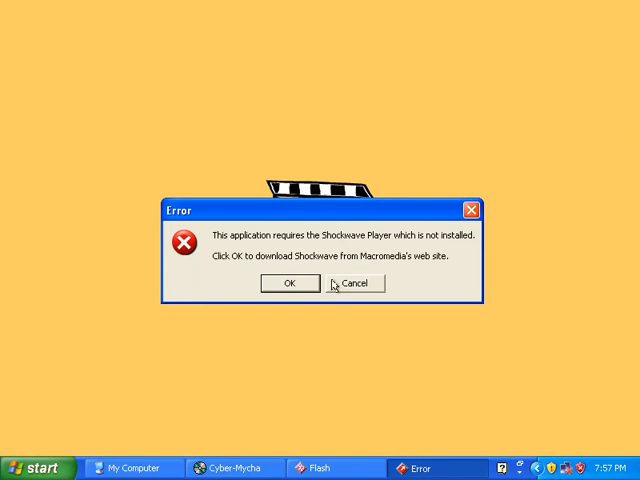 Error
This application requires the Shockwave Player which is not installed.
Click OK to download Shockwave from Macromedia's web site.
OK
Cancel
start
My Computer
Cyber-Mycha
Flash
Error
7:57 PM